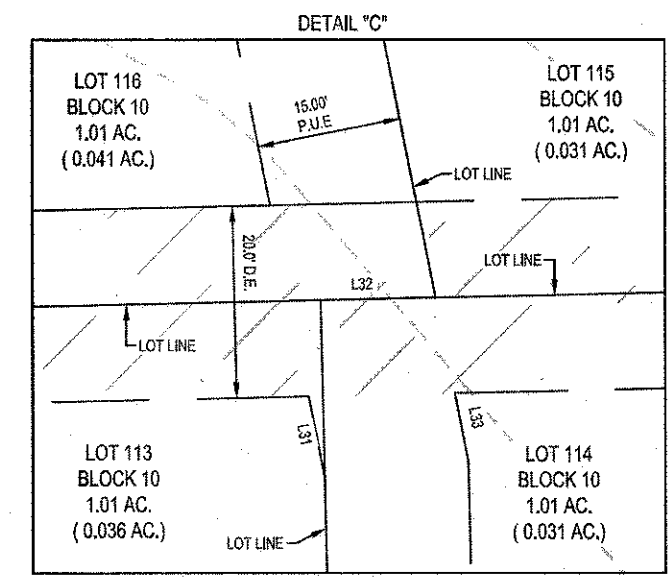 DETAIL "C"
LOT 116
BLOCK 10
1.01 AC.
( 0.041 AC.)
15.00'
P.U.E
LOT 115
BLOCK 10
1.01 AC.
( 0.031 AC.)
LOT LINE
20.0' D.E.
L32
LOT LINE
LOT LINE
L31
L33
LOT 113
BLOCK 10
1.01 AC.
( 0.036 AC.)
LOT LINE
LOT 114
BLOCK 10
1.01 AC.
( 0.031 AC.)